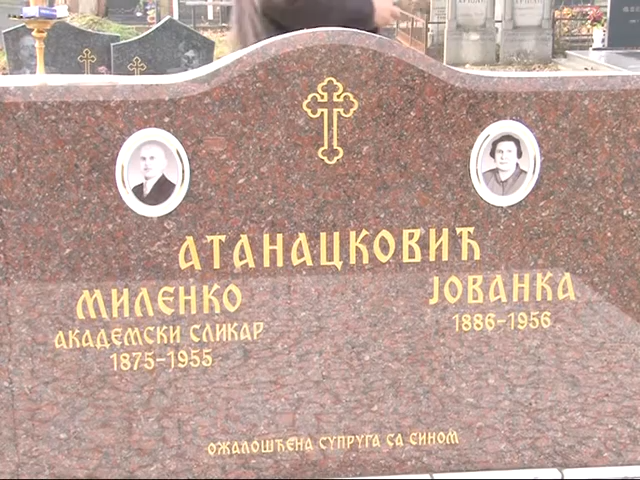 АТАНАЦКОВИЋ
МИЛЕНКО
АКАДЕМСКИ СЛИКАР
1875-1955
ЈОВАНКА
1886-1956
ОЖАЛОШЋЕНА СУПРУГА СА СИНОМ